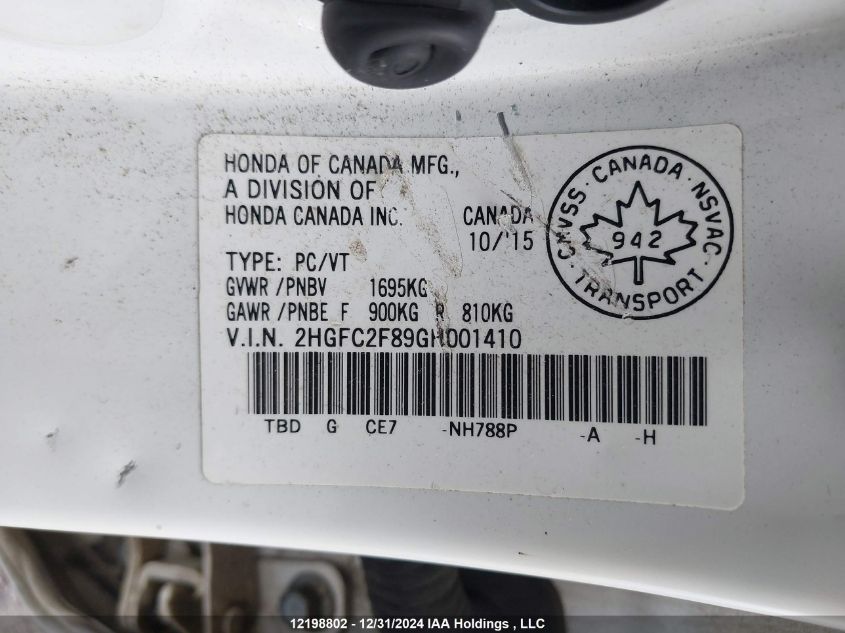 HONDA OF CANADA MFG.,
A DIVISION OF
HONDA CANADA INC. CANADA
10/'15
TYPE: PC/VT
GVWR /PNBV 1695KG
GAWR /PNBE F 900KG R 810KG
V.I.N. 2HGFC2F89GH001410
TBD G CE7 -NH788P -A -H
CMVSS · CANADA · NSVAC ·
942
TRANSPORT
12198802 - 12/31/2024 IAA Holdings , LLC